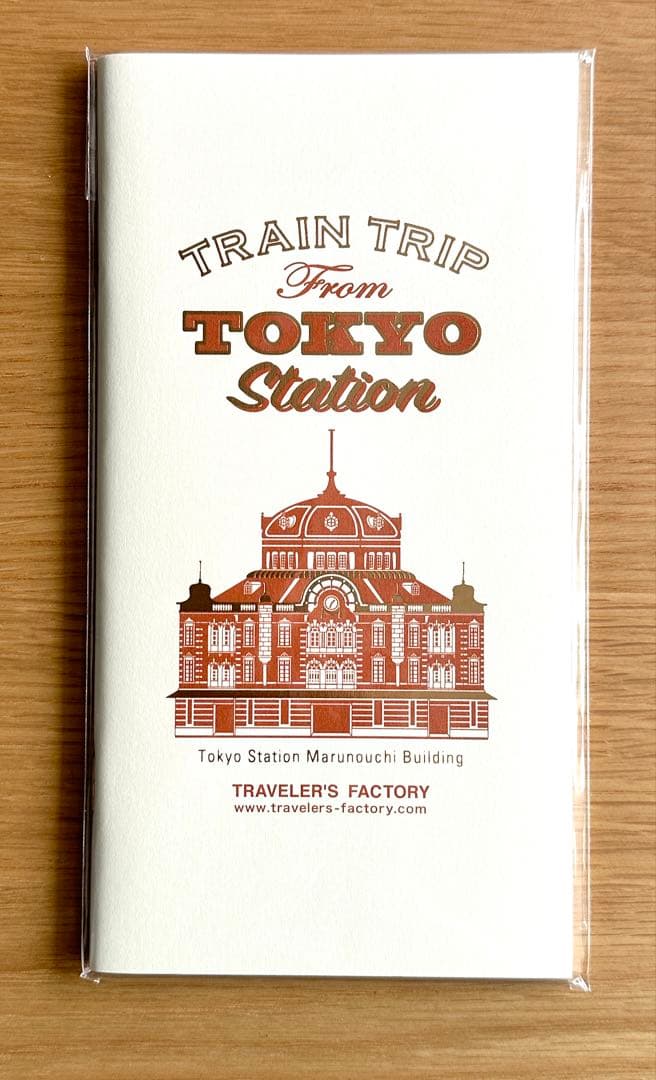 TRAIN TRIP
From
TOKYO
Station
Tokyo Station Marunouchi Building
TRAVELER'S FACTORY
www.travelers-factory.com